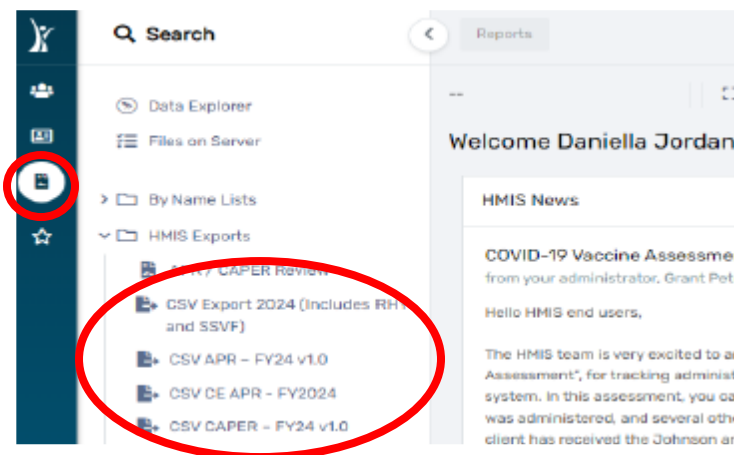 Search
Reports
Data Explorer
--
Files on Server
Welcome Daniella Jordan
By Name Lists
HMIS News
HMIS Exports
APR / CAPER Review
COVID-19 Vaccine Assessme
from your administrator, Grant Pet
CSV Export 2024 (Includes RHY
and SSVF)
Hello HMIS end users,
CSV APR – FY24 v1.0
The HMIS team is very excited to a
Assessment", for tracking administ
CSV CE APR - FY2024
system. In this assessment, you ca
was administered, and several othe
CSV CAPER – FY24 v1.0
client has received the Johnson an